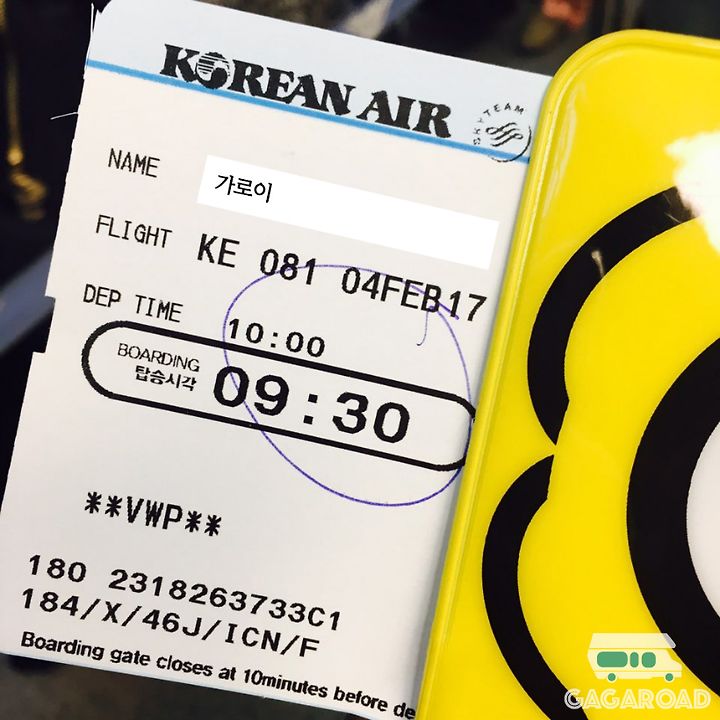 KOREAN AIR
SKYTEAM
NAME 가로이
FLIGHT KE 081 04FEB17
DEP TIME 10:00
BOARDING
탑승시각 09:30
**VWP**
180 2318263733C1
184/X/46J/ICN/F
Boarding gate closes at 10minutes before
GAGAROAD